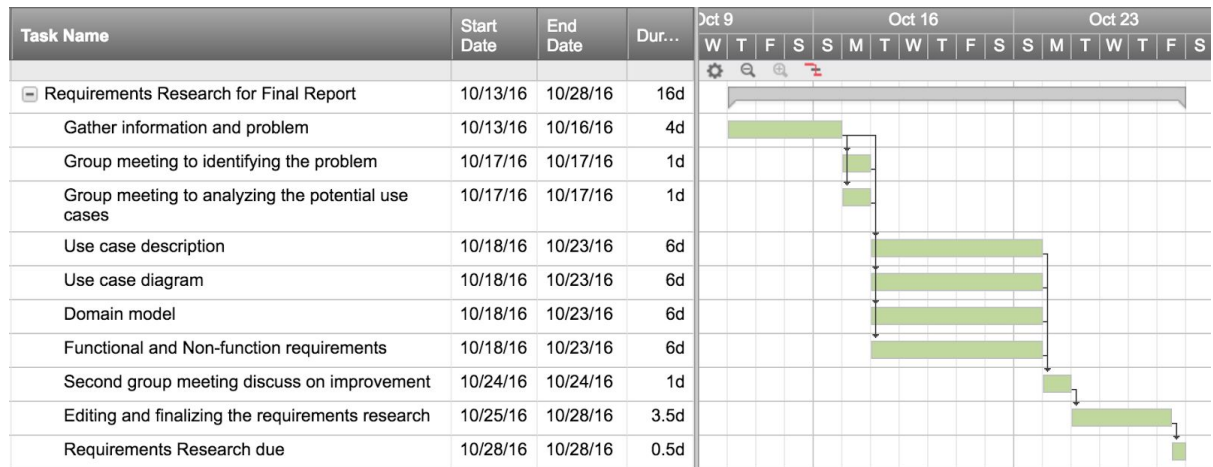 Task Name Start Date End Date Dur... Oct 9 Oct 16 Oct 23
W T F S S M T W T F S S M T W T F S
Requirements Research for Final Report 10/13/16 10/28/16 16d
Gather information and problem 10/13/16 10/16/16 4d
Group meeting to identifying the problem 10/17/16 10/17/16 1d
Group meeting to analyzing the potential use cases 10/17/16 10/17/16 1d
Use case description 10/18/16 10/23/16 6d
Use case diagram 10/18/16 10/23/16 6d
Domain model 10/18/16 10/23/16 6d
Functional and Non-function requirements 10/18/16 10/23/16 6d
Second group meeting discuss on improvement 10/24/16 10/24/16 1d
Editing and finalizing the requirements research 10/25/16 10/28/16 3.5d
Requirements Research due 10/28/16 10/28/16 0.5d